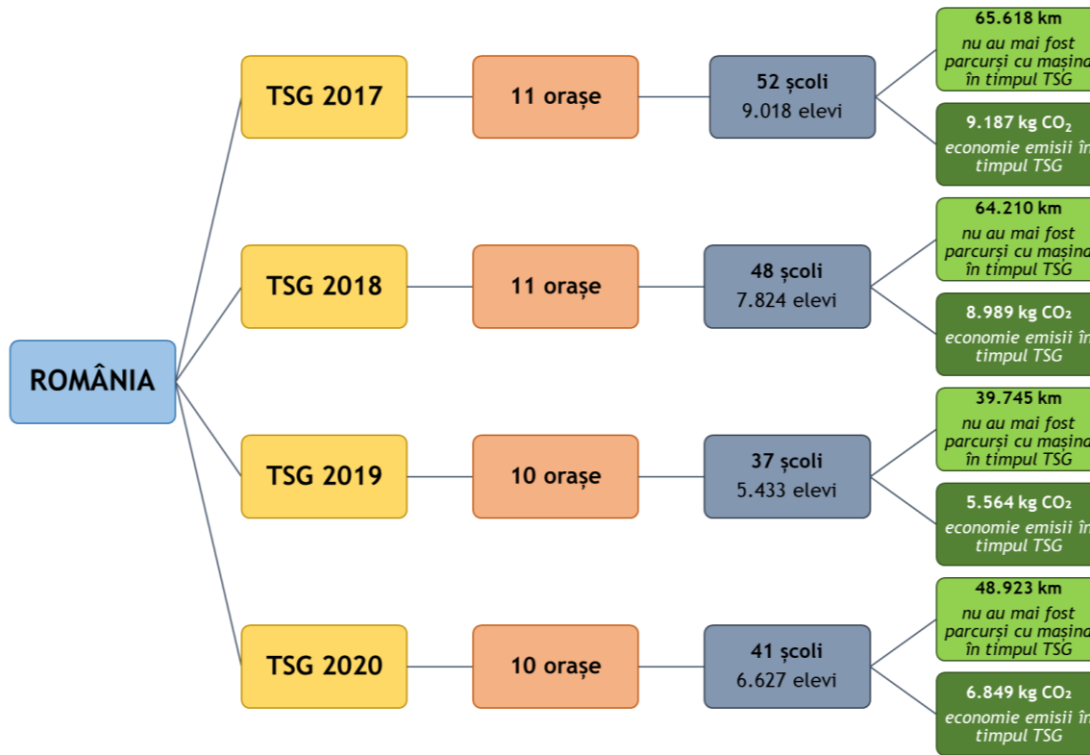 ROMÂNIA
TSG 2017
11 orașe
52 școli
9.018 elevi
65.618 km
nu au mai fost
parcurși cu mașina
în timpul TSG
9.187 kg CO₂
economie emisii în
timpul TSG
TSG 2018
11 orașe
48 școli
7.824 elevi
64.210 km
nu au mai fost
parcurși cu mașina
în timpul TSG
8.989 kg CO₂
economie emisii în
timpul TSG
TSG 2019
10 orașe
37 școli
5.433 elevi
39.745 km
nu au mai fost
parcurși cu mașina
în timpul TSG
5.564 kg CO₂
economie emisii în
timpul TSG
TSG 2020
10 orașe
41 școli
6.627 elevi
48.923 km
nu au mai fost
parcurși cu mașina
în timpul TSG
6.849 kg CO₂
economie emisii în
timpul TSG